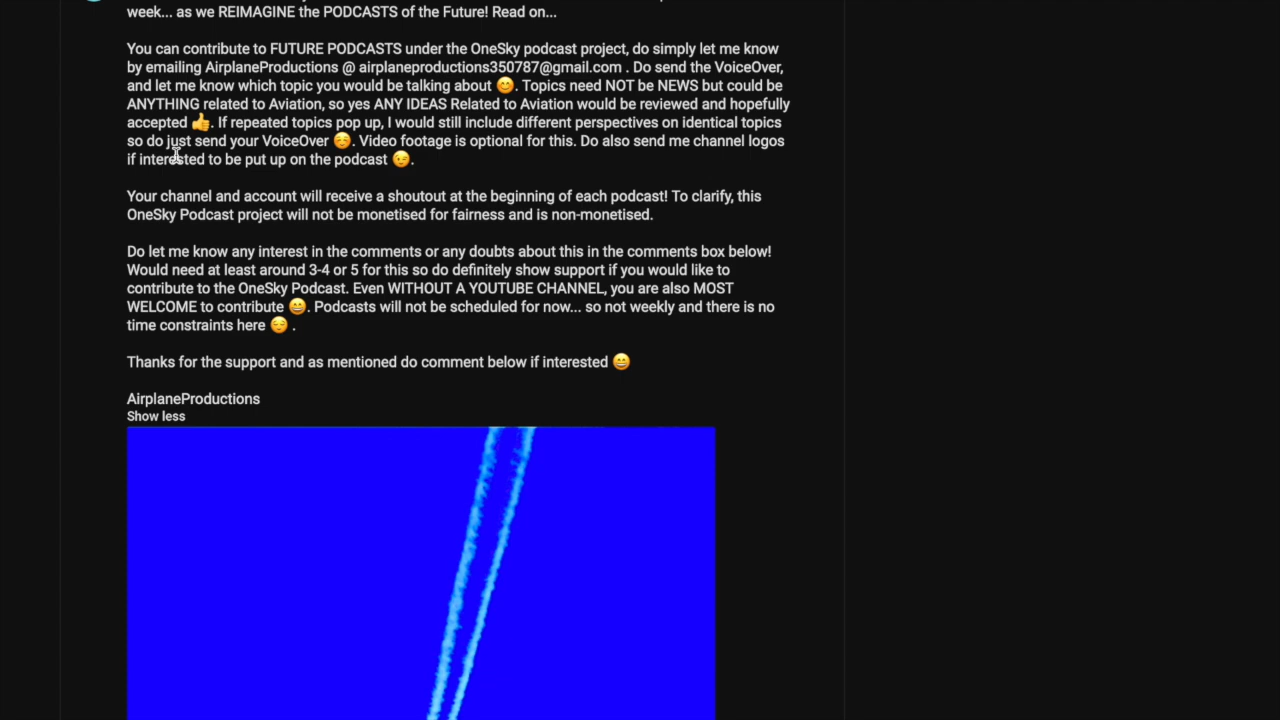 week... as we REIMAGINE the PODCASTS of the Future! Read on...
You can contribute to FUTURE PODCASTS under the OneSky podcast project, do simply let me know
by emailing AirplaneProductions @ airplaneproductions350787@gmail.com . Do send the VoiceOver,
and let me know which topic you would be talking about 😊. Topics need NOT be NEWS but could be
ANYTHING related to Aviation, so yes ANY IDEAS Related to Aviation would be reviewed and hopefully
accepted 👍. If repeated topics pop up, I would still include different perspectives on identical topics
so do just send your VoiceOver ☺️. Video footage is optional for this. Do also send me channel logos
if interested to be put up on the podcast 😉.
Your channel and account will receive a shoutout at the beginning of each podcast! To clarify, this
OneSky Podcast project will not be monetised for fairness and is non-monetised.
Do let me know any interest in the comments or any doubts about this in the comments box below!
Would need at least around 3-4 or 5 for this so do definitely show support if you would like to
contribute to the OneSky Podcast. Even WITHOUT A YOUTUBE CHANNEL, you are also MOST
WELCOME to contribute 😁. Podcasts will not be scheduled for now... so not weekly and there is no
time constraints here 😌 .
Thanks for the support and as mentioned do comment below if interested 😄
AirplaneProductions
Show less